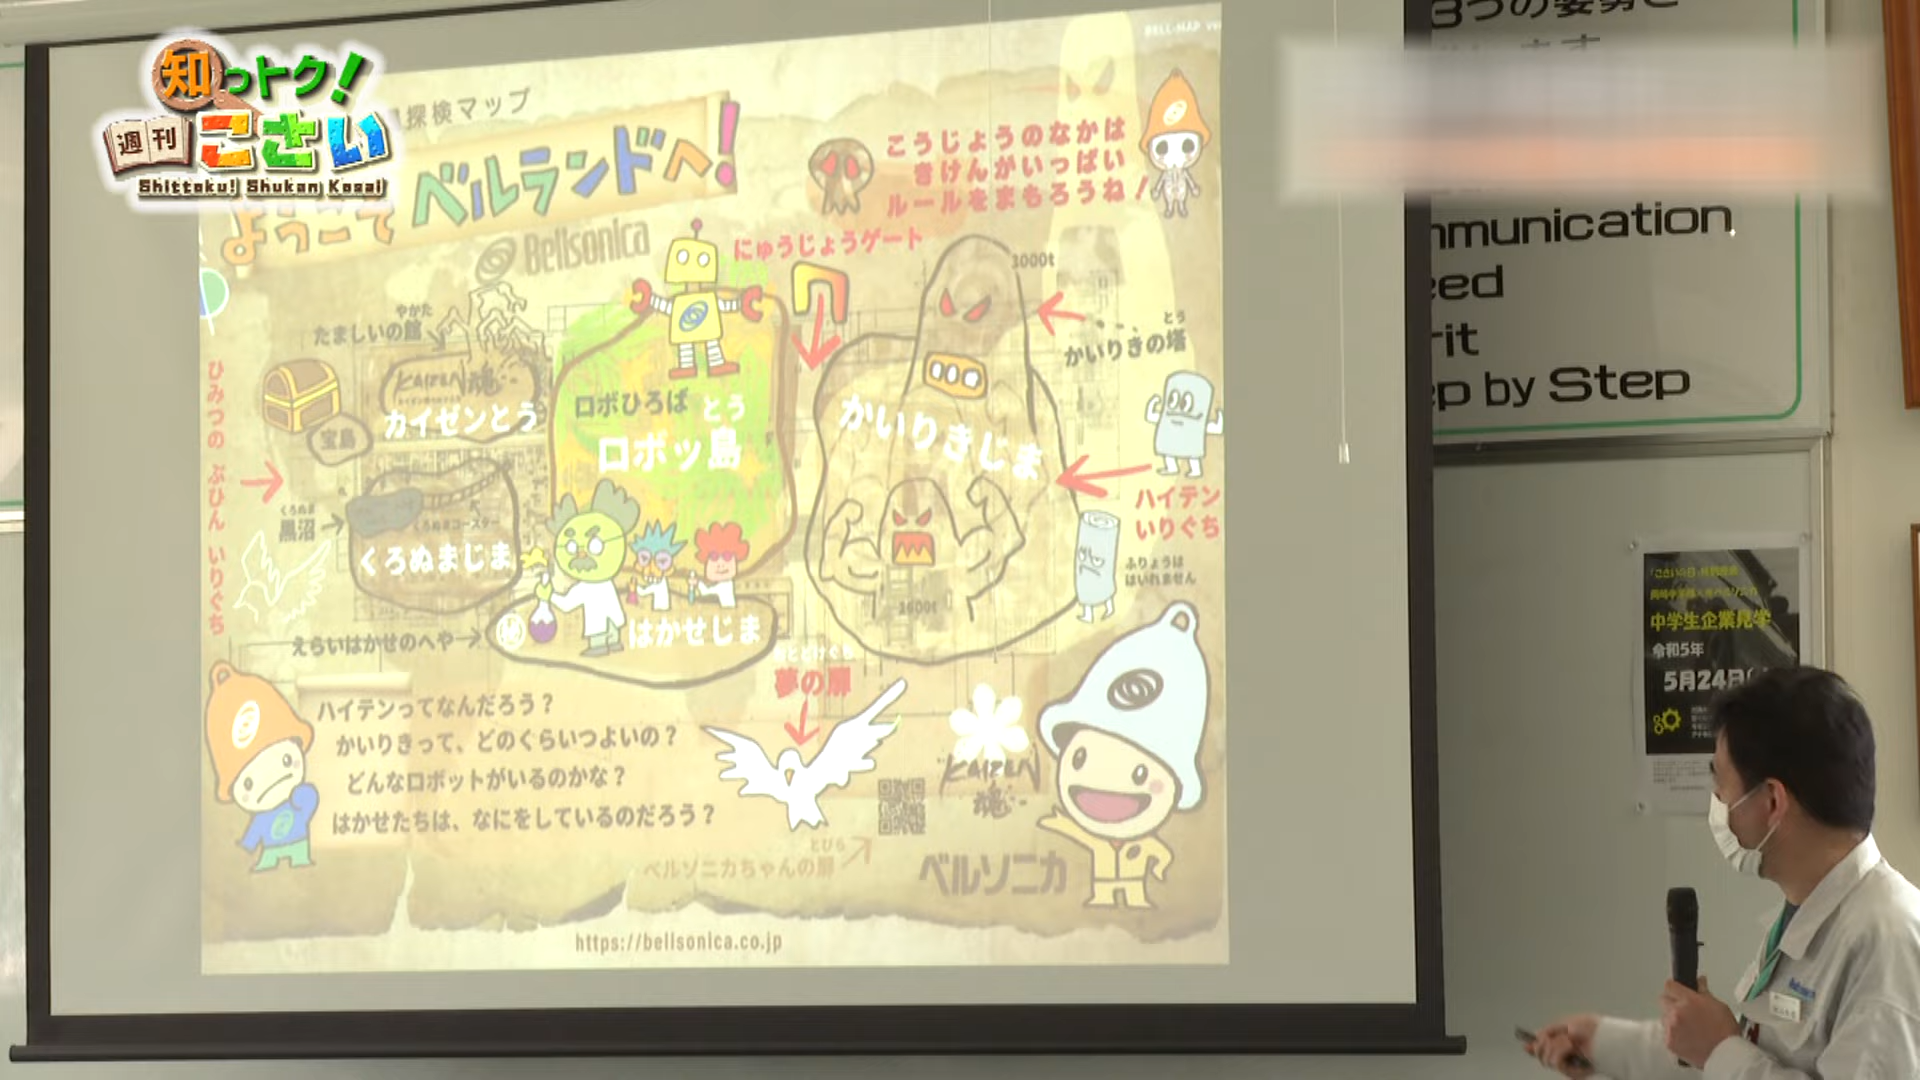 知っトク!
週刊
こさい
Shittoku! Shukan Kosai
探検マップ
ようこそ
ベルランドへ!
Bellsonica
こうじょうのなかは
きけんがいっぱい
ルールをまもろうね!
にゅうじょうゲート
3000t
とう
かいりきの塔
やかた
たましいの館
KAIZEN魂
カイゼンとう
宝島
ロボひろば
とう
ロボッ島
かいりきじま
ひみつの ぶひん いりぐち
ハイテン
いりぐち
くろぬま
黒沼
くろぬまコースター
くろぬまじま
ふりょうは
はいれません
1600t
えらいはかせのへや
はかせじま
夢の扉
ハイテンってなんだろう?
かいりきって、どのくらいつよいの?
どんなロボットがいるのかな?
はかせたちは、なにをしているのだろう?
KAIZEN
魂
とびら
ベルソニカちゃんの扉
ベルソニカ
https://bellsonica.co.jp
mmunication
eed
rit
ep by Step
中学生企業見学
令和5年
5月24日